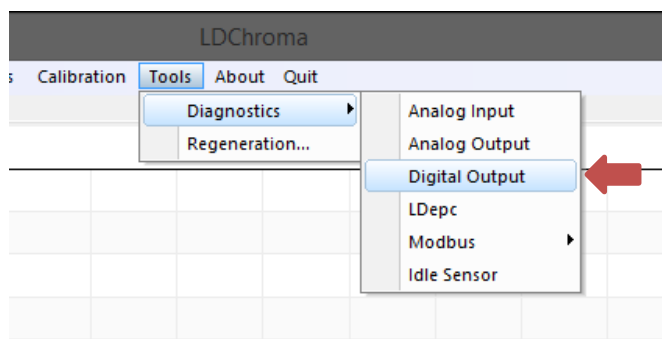 LDChroma
s Calibration Tools About Quit
Diagnostics
Regeneration...
Analog Input
Analog Output
Digital Output
LDepc
Modbus
Idle Sensor